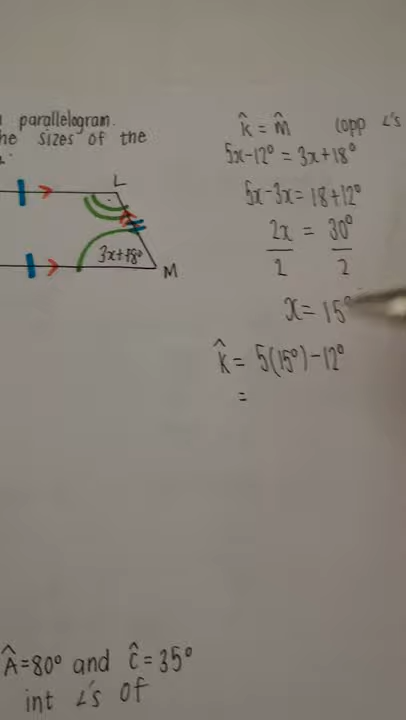 parallelogram.
he sizes of the
L
3x+18°
M
K̂ = M̂ (opp ∠'s
5x-12° = 3x+18°
5x-3x = 18+12°
2x = 30°
2 2
x = 15°
K̂ = 5(15°) - 12°
=
Â=80° and Ĉ=35°
int ∠'s of